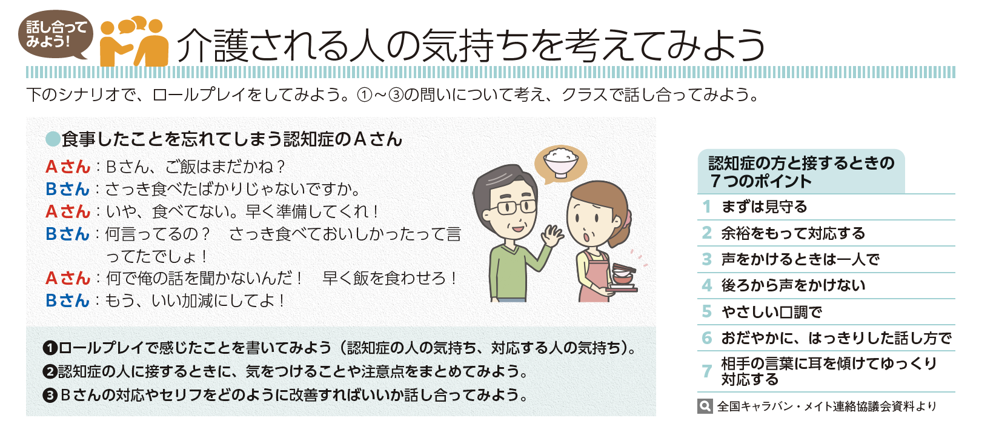 話し合って
みよう！
介護される人の気持ちを考えてみよう
下のシナリオで、ロールプレイをしてみよう。①～③の問いについて考え、クラスで話し合ってみよう。
●食事したことを忘れてしまう認知症のＡさん
Ａさん：Ｂさん、ご飯はまだかね？
Ｂさん：さっき食べたばかりじゃないですか。
Ａさん：いや、食べてない。早く準備してくれ！
Ｂさん：何言ってるの？　さっき食べておいしかったって言
ってたでしょ！
Ａさん：何で俺の話を聞かないんだ！　早く飯を食わせろ！
Ｂさん：もう、いい加減にしてよ！
❶ロールプレイで感じたことを書いてみよう（認知症の人の気持ち、対応する人の気持ち）。
❷認知症の人に接するときに、気をつけることや注意点をまとめてみよう。
❸Ｂさんの対応やセリフをどのように改善すればいいか話し合ってみよう。
認知症の方と接するときの
７つのポイント
1 まずは見守る
2 余裕をもって対応する
3 声をかけるときは一人で
4 後ろから声をかけない
5 やさしい口調で
6 おだやかに、はっきりした話し方で
7 相手の言葉に耳を傾けてゆっくり
対応する
全国キャラバン・メイト連絡協議会資料より